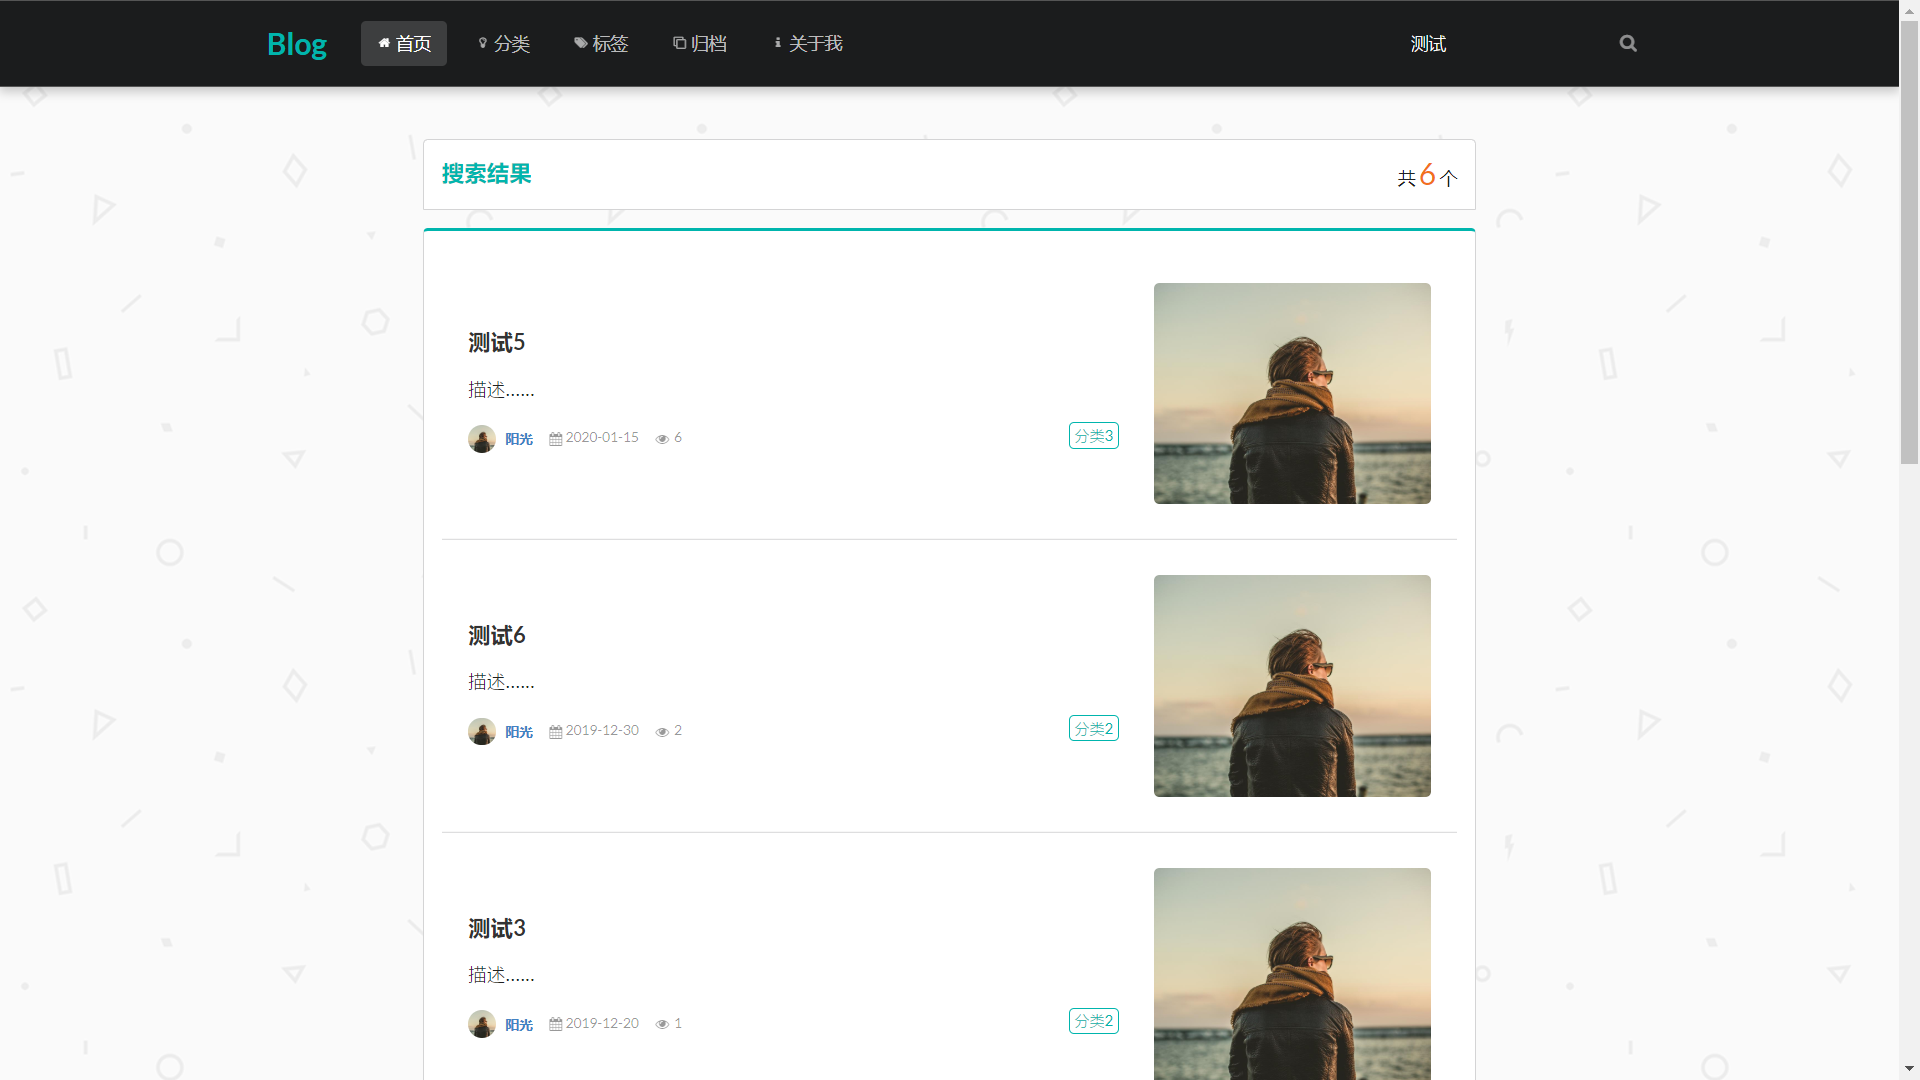 Blog 首页 分类 标签 归档 关于我 测试
搜索结果 共6个
测试5
描述......
阳光 2020-01-15 6 分类3
测试6
描述......
阳光 2019-12-30 2 分类2
测试3
描述......
阳光 2019-12-20 1 分类2